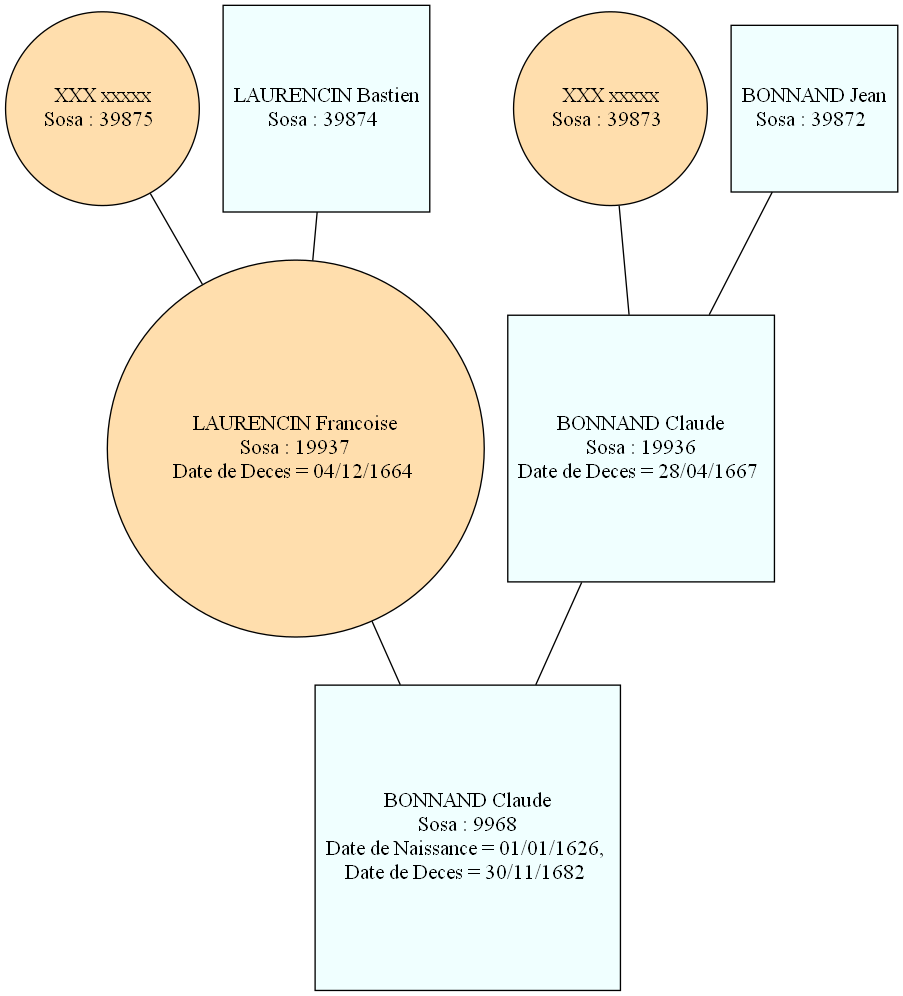 XXX xxxxx
Sosa : 39875
LAURENCIN Bastien
Sosa : 39874
XXX xxxxx
Sosa : 39873
BONNAND Jean
Sosa : 39872
LAURENCIN Francoise
Sosa : 19937
Date de Deces = 04/12/1664
BONNAND Claude
Sosa : 19936
Date de Deces = 28/04/1667
BONNAND Claude
Sosa : 9968
Date de Naissance = 01/01/1626,
Date de Deces = 30/11/1682